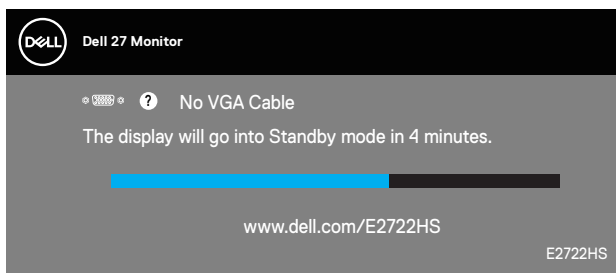 DELL
Dell 27 Monitor
? No VGA Cable
The display will go into Standby mode in 4 minutes.
www.dell.com/E2722HS
E2722HS